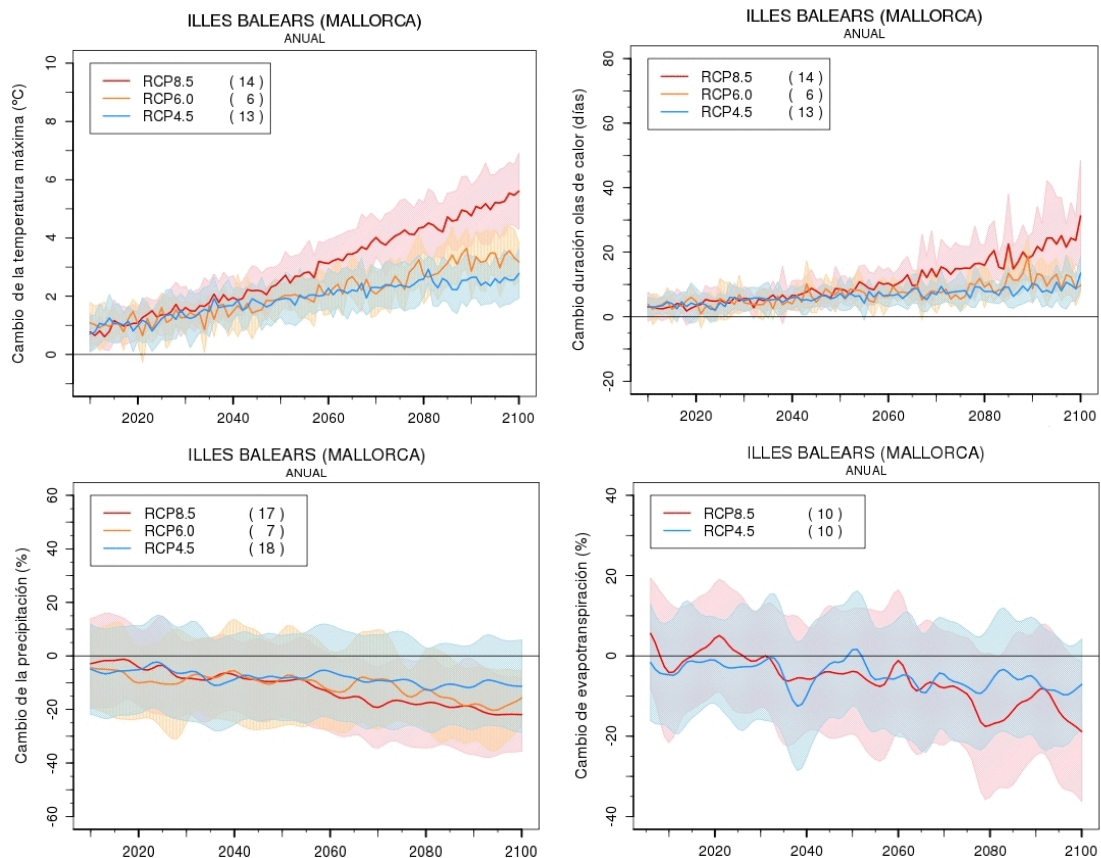 ILLES BALEARS (MALLORCA)
ANUAL
Cambio de la temperatura máxima (ºC)
10
8
6
4
2
0
RCP8.5 ( 14 )
RCP6.0 ( 6 )
RCP4.5 ( 13 )
2020 2040 2060 2080 2100
ILLES BALEARS (MALLORCA)
ANUAL
Cambio duración olas de calor (días)
80
60
40
20
0
-20
RCP8.5 ( 14 )
RCP6.0 ( 6 )
RCP4.5 ( 13 )
2020 2040 2060 2080 2100
ILLES BALEARS (MALLORCA)
ANUAL
Cambio de la precipitación (%)
60
40
20
0
-20
-40
-60
RCP8.5 ( 17 )
RCP6.0 ( 7 )
RCP4.5 ( 18 )
2020 2040 2060 2080 2100
ILLES BALEARS (MALLORCA)
ANUAL
Cambio de evapotranspiración (%)
40
20
0
-20
-40
RCP8.5 ( 10 )
RCP4.5 ( 10 )
2020 2040 2060 2080 2100